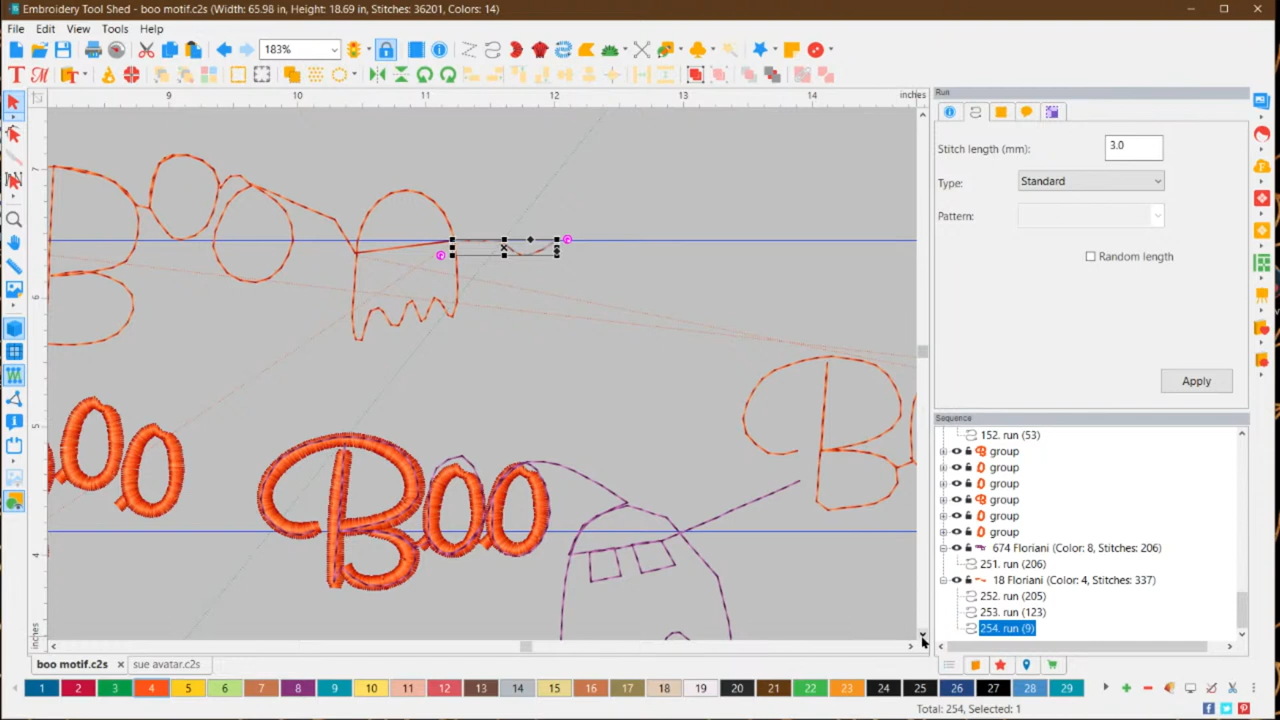 Embroidery Tool Shed - boo motif.c2s (Width: 65.98 in, Height: 18.69 in, Stitches: 36201, Colors: 14)
File Edit View Tools Help
183%
9 10 11 12 13 14 inches
7
6
5
4
inches
Boo
Run
Stitch length (mm): 3.0
Type: Standard
Pattern:
Random length
Apply
Sequence
152. run (53)
group
group
group
group
group
group
674 Floriani (Color: 8, Stitches: 206)
251. run (206)
18 Floriani (Color: 4, Stitches: 337)
252. run (205)
253. run (123)
254. run (9)
boo motif.c2s × sue avatar.c2s
1 2 3 4 5 6 7 8 9 10 11 12 13 14 15 16 17 18 19 20 21 22 23 24 25 26 27 28 29
Total: 254, Selected: 1